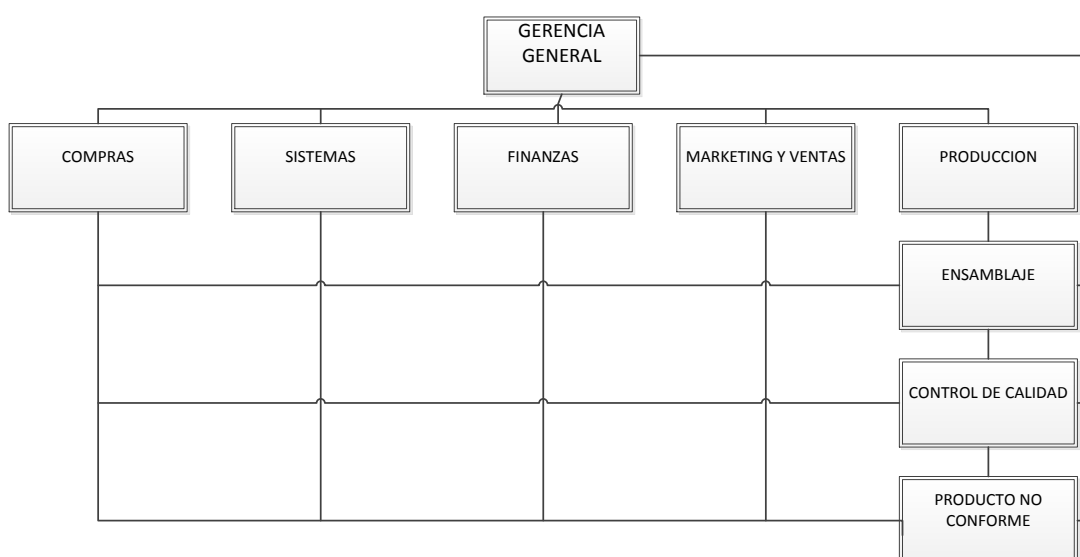 GERENCIA
GENERAL
COMPRAS
SISTEMAS
FINANZAS
MARKETING Y VENTAS
PRODUCCION
ENSAMBLAJE
CONTROL DE CALIDAD
PRODUCTO NO
CONFORME